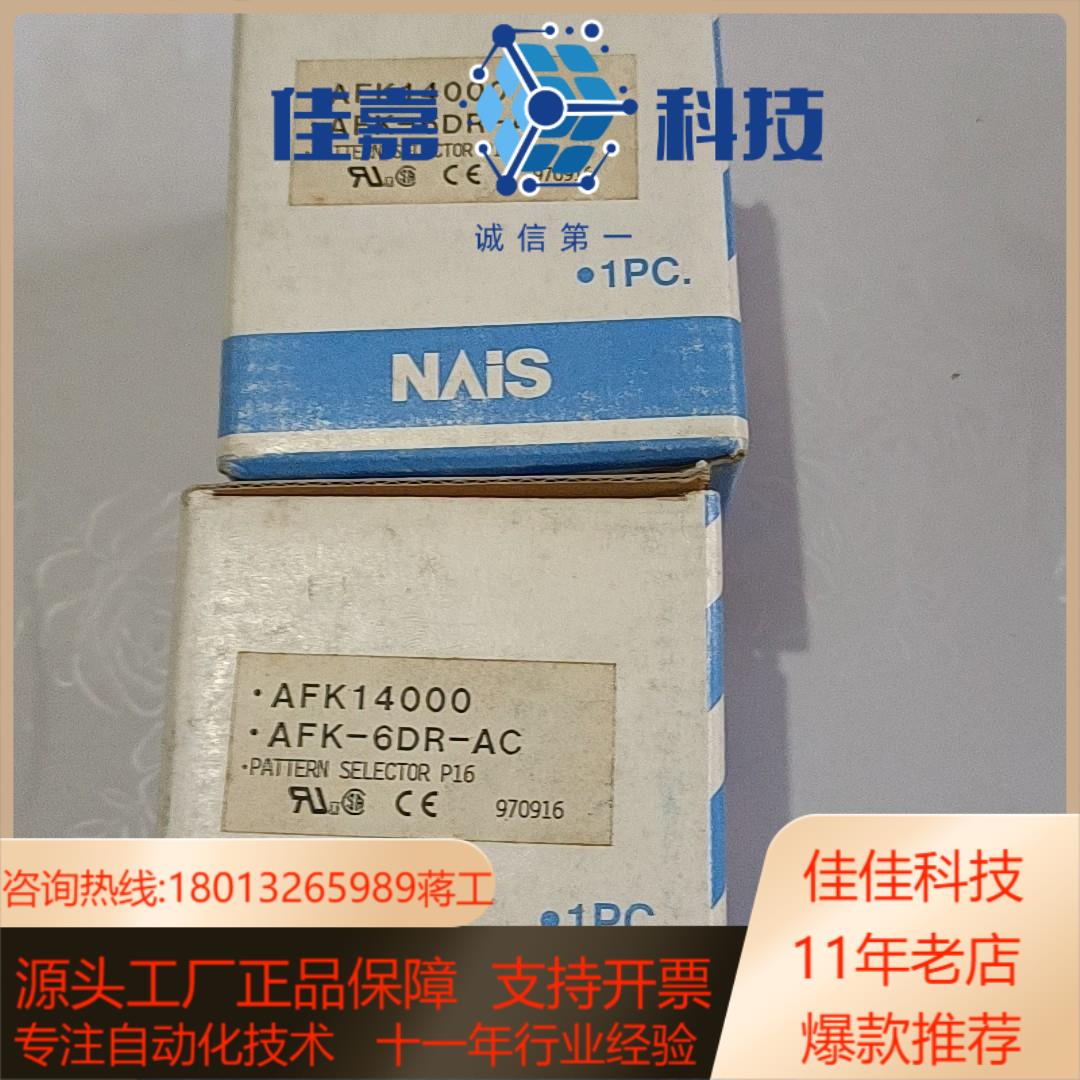 AFK14000
佳嘉 科技
诚信第一
970916
•1PC.
NAiS
•AFK14000
•AFK-6DR-AC
•PATTERN SELECTOR P16
CE
970916
•1PC
咨询热线:18013265989蒋工
佳佳科技
11年老店
爆款推荐
源头工厂正品保障 支持开票
专注自动化技术 十一年行业经验